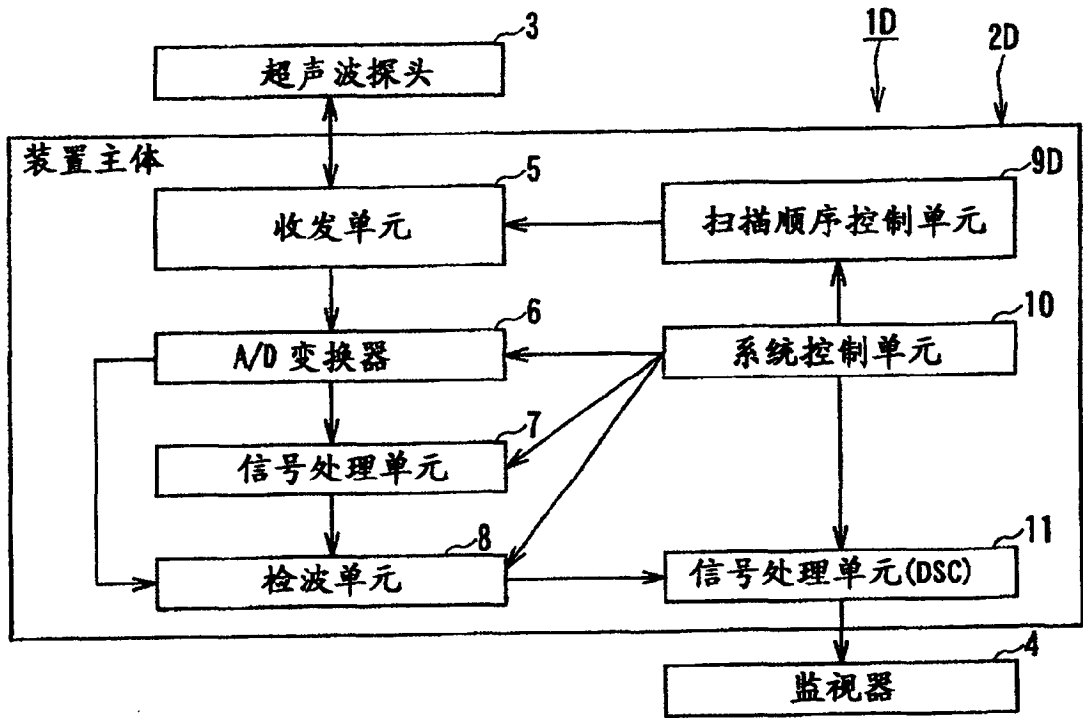 3
1D
2D
超声波探头
装置主体
5
9D
收发单元
扫描顺序控制单元
6
10
A/D 变换器
系统控制单元
7
信号处理单元
8
11
检波单元
信号处理单元(DSC)
4
监视器